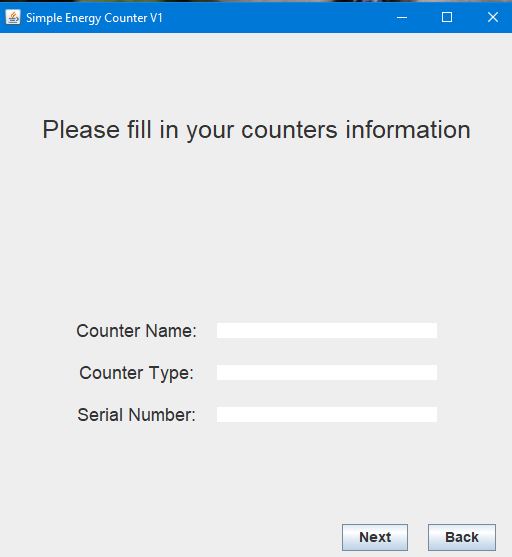 Simple Energy Counter V1
Please fill in your counters information
Counter Name:
Counter Type:
Serial Number:
Next Back